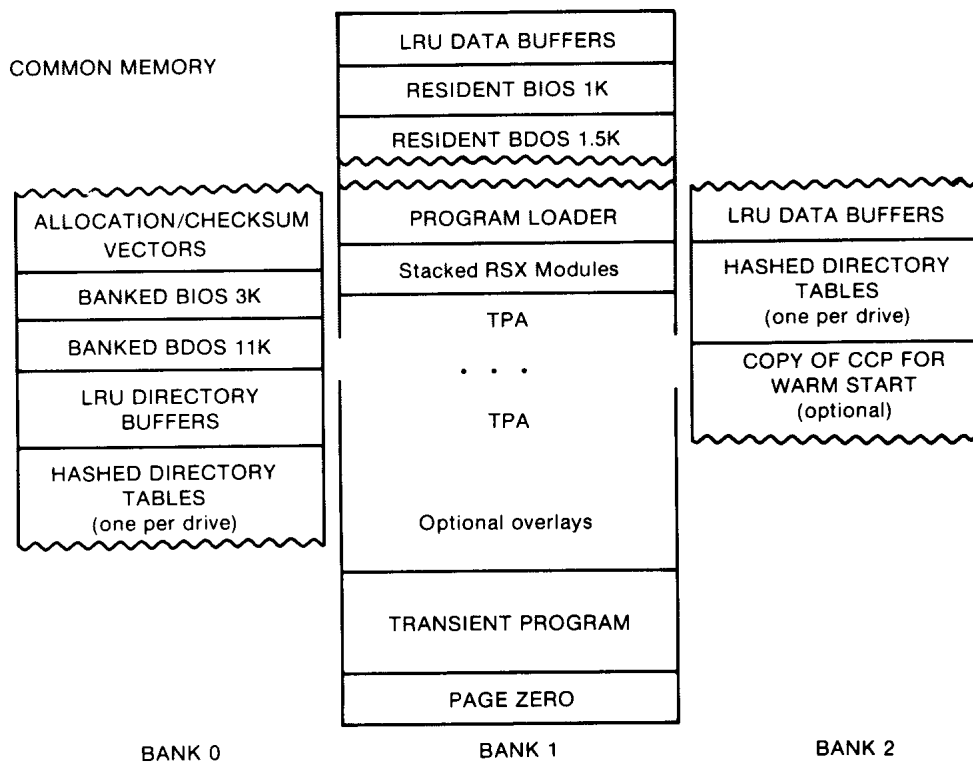 COMMON MEMORY
LRU DATA BUFFERS
RESIDENT BIOS 1K
RESIDENT BDOS 1.5K
ALLOCATION/CHECKSUM
VECTORS
BANKED BIOS 3K
BANKED BDOS 11K
LRU DIRECTORY
BUFFERS
HASHED DIRECTORY
TABLES
(one per drive)
BANK 0
PROGRAM LOADER
Stacked RSX Modules
TPA
. . .
TPA
Optional overlays
TRANSIENT PROGRAM
PAGE ZERO
BANK 1
LRU DATA BUFFERS
HASHED DIRECTORY
TABLES
(one per drive)
COPY OF CCP FOR
WARM START
(optional)
BANK 2